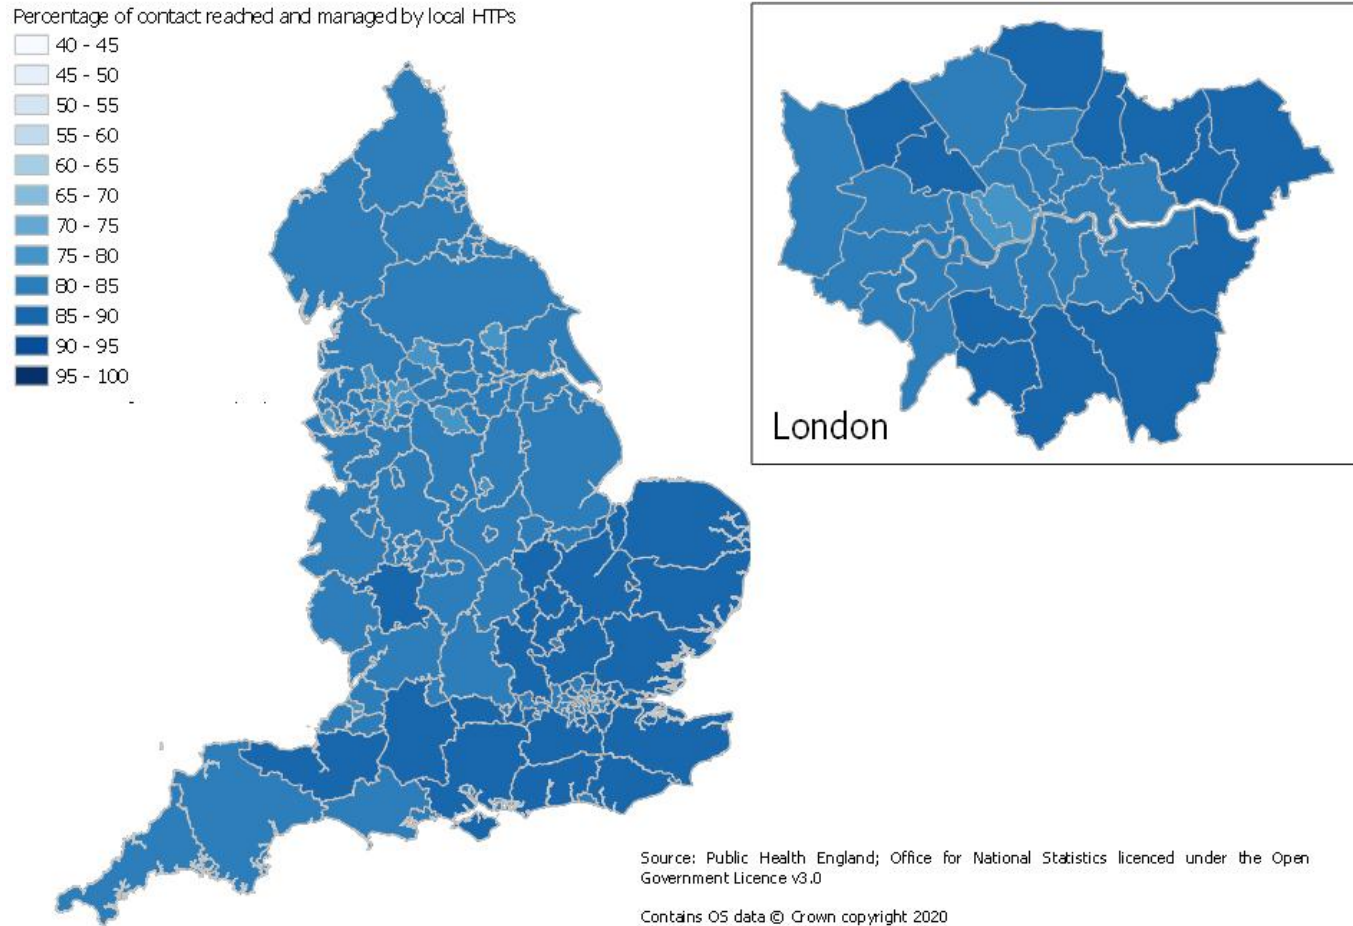 Percentage of contact reached and managed by local HTPs
40 - 45
45 - 50
50 - 55
55 - 60
60 - 65
65 - 70
70 - 75
75 - 80
80 - 85
85 - 90
90 - 95
95 - 100
London
Source: Public Health England; Office for National Statistics licenced under the Open
Government Licence v3.0
Contains OS data © Crown copyright 2020